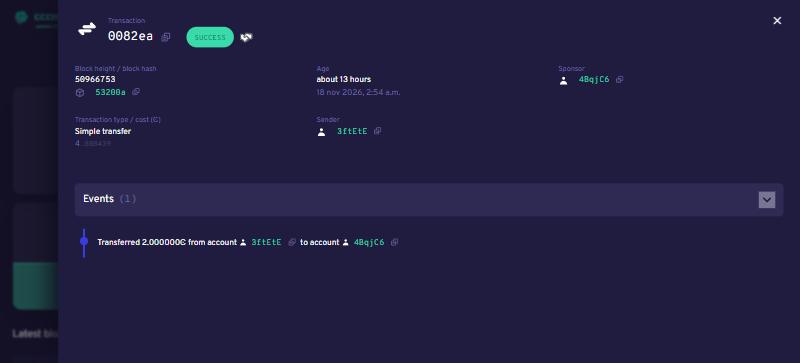 Transaction
0082ea
SUCCESS
Block height / block hash
50966753
53200a
Age
about 13 hours
18 nov 2026, 2:54 a.m.
Sponsor
4BqjC6
Transaction type / cost (Ͼ)
Simple transfer
4
Sender
3ftEtE
Events (1)
Transferred 2.000000Ͼ from account 3ftEtE to account 4BqjC6